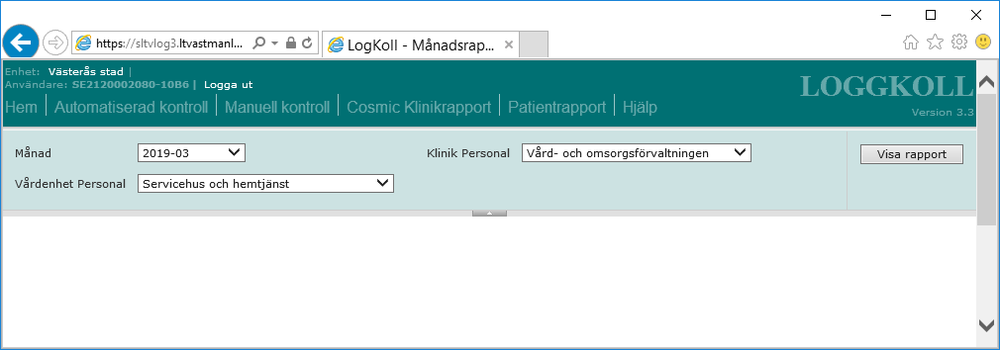 https://sltvlog3.ltvastmanl...
LogKoll - Månadsrap...
Enhet: Västerås stad |
Användare: SE2120002080-10B6 | Logga ut
LOGGKOLL
Version 3.3
Hem | Automatiserad kontroll | Manuell kontroll | Cosmic Klinikrapport | Patientrapport | Hjälp
Månad 2019-03 Klinik Personal Vård- och omsorgsförvaltningen Visa rapport
Vårdenhet Personal Servicehus och hemtjänst